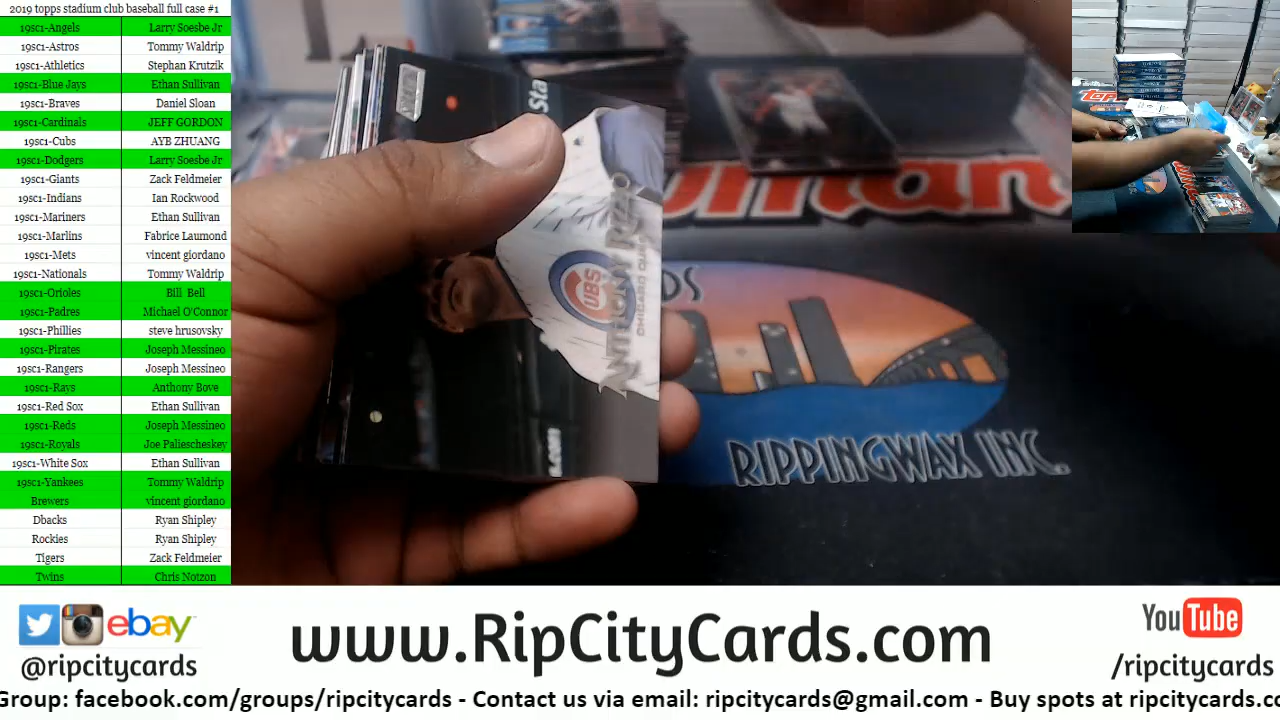 2019 topps stadium club baseball full case #1
19sc1-Angels Larry Soesbe Jr
19sc1-Astros Tommy Waldrip
19sc1-Athletics Stephan Krutzik
19sc1-Blue Jays Ethan Sullivan
19sc1-Braves Daniel Sloan
19sc1-Cardinals JEFF GORDON
19sc1-Cubs AYB ZHUANG
19sc1-Dodgers Larry Soesbe Jr
19sc1-Giants Zack Feldmeier
19sc1-Indians Ian Rockwood
19sc1-Mariners Ethan Sullivan
19sc1-Marlins Fabrice Laumond
19sc1-Mets vincent giordano
19sc1-Nationals Tommy Waldrip
19sc1-Orioles Bill Bell
19sc1-Padres Michael O'Connor
19sc1-Phillies steve hrusovsky
19sc1-Pirates Joseph Messineo
19sc1-Rangers Joseph Messineo
19sc1-Rays Anthony Bove
19sc1-Red Sox Ethan Sullivan
19sc1-Reds Joseph Messineo
19sc1-Royals Joe Paliescheskey
19sc1-White Sox Ethan Sullivan
19sc1-Yankees Tommy Waldrip
Brewers vincent giordano
Dbacks Ryan Shipley
Rockies Ryan Shipley
Tigers Zack Feldmeier
Twins Chris Notzon
Sta
UBS
ANTHONY RIZZO
CHICAGO CUBS
s.com
RIPPINGWAX INC.
ebay
@ripcitycards
www.RipCityCards.com
YouTube
/ripcitycards
Group: facebook.com/groups/ripcitycards - Contact us via email: ripcitycards@gmail.com - Buy spots at ripcitycards.co